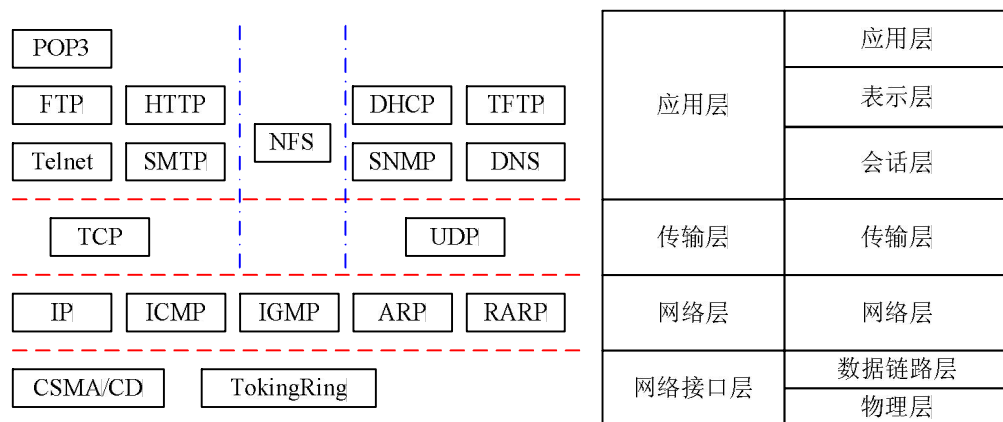 POP3
FTP HTTP DHCP TFTP
NFS
Telnet SMTP SNMP DNS
TCP UDP
IP ICMP IGMP ARP RARP
CSMA/CD TokingRing
应用层 应用层
表示层
会话层
传输层 传输层
网络层 网络层
网络接口层 数据链路层
物理层